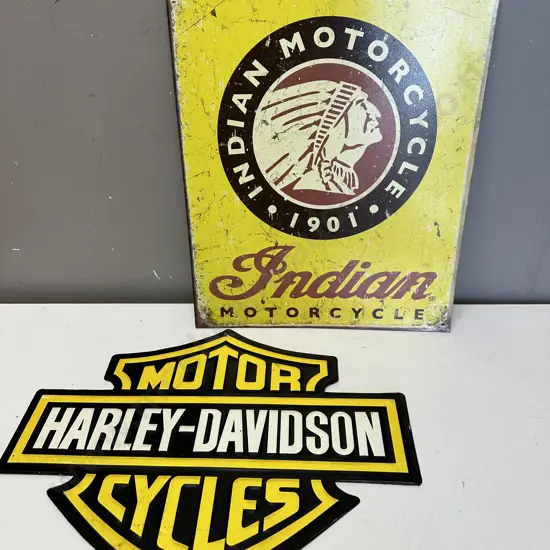 INDIAN MOTORCYCLE
• 1901 •
Indian®
MOTORCYCLE
MOTOR
HARLEY-DAVIDSON
CYCLES